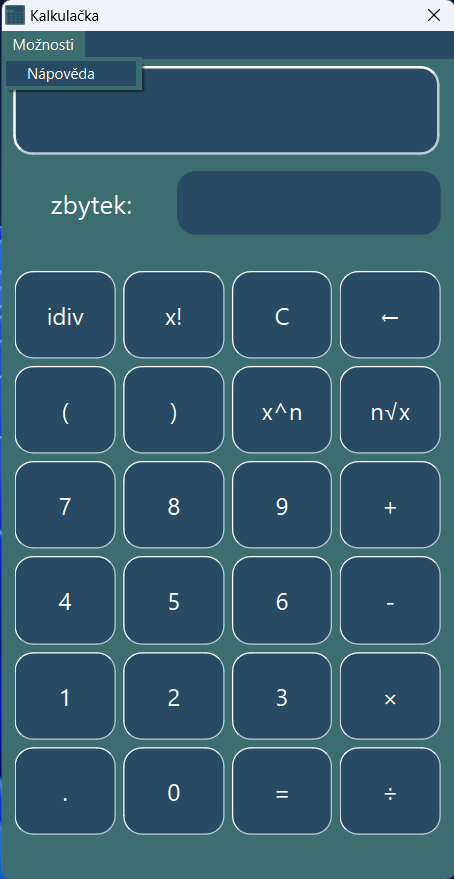 Kalkulačka
Možnosti
Nápověda
zbytek:
idiv x! C ←
( ) x^n n√x
7 8 9 +
4 5 6 -
1 2 3 ×
. 0 = ÷